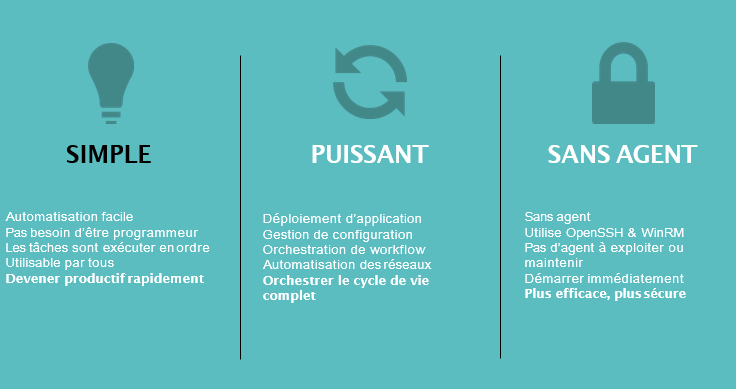 SIMPLE
Automatisation facile
Pas besoin d'être programmeur
Les tâches sont exécuter en ordre
Utilisable par tous
Devener productif rapidement
PUISSANT
Déploiement d'application
Gestion de configuration
Orchestration de workflow
Automatisation des réseaux
Orchestrer le cycle de vie
complet
SANS AGENT
Sans agent
Utilise OpenSSH & WinRM
Pas d'agent à exploiter ou
maintenir
Démarrer immédiatement
Plus efficace, plus sécure